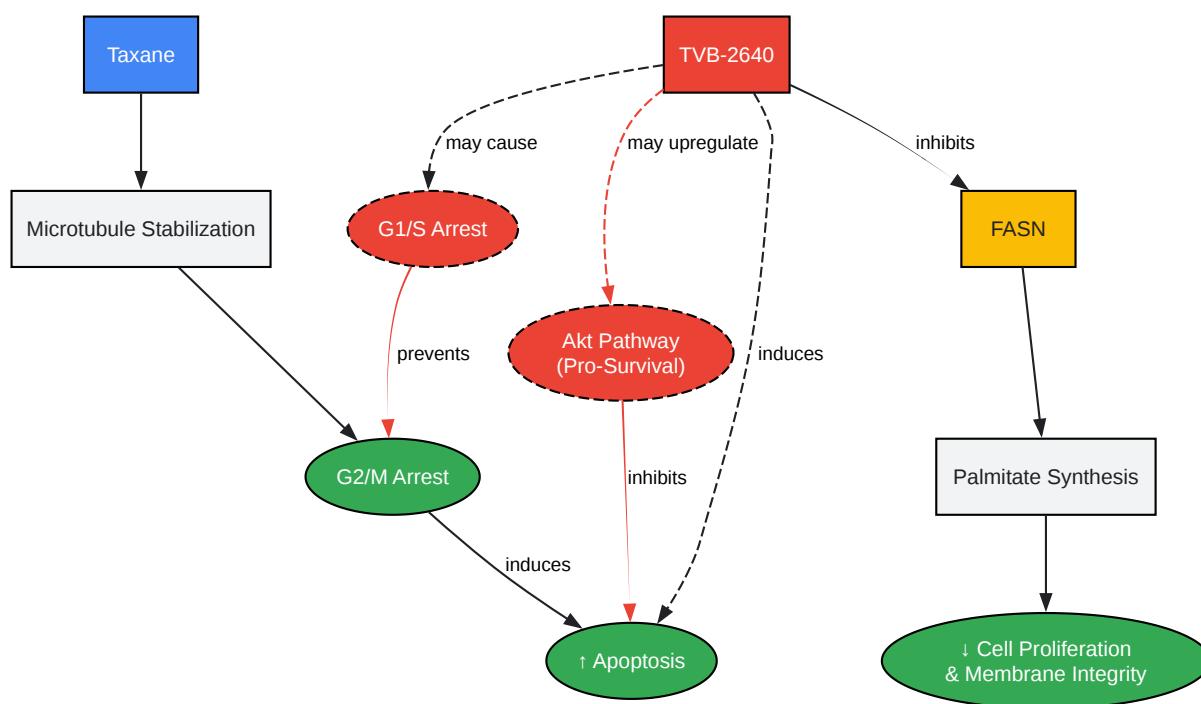 Taxane
TVB-2640
may cause
may upregulate
inhibits
Microtubule Stabilization
G1/S Arrest
FASN
Akt Pathway
(Pro-Survival)
prevents
induces
G2/M Arrest
inhibits
Palmitate Synthesis
induces
↑ Apoptosis
↓ Cell Proliferation
& Membrane Integrity